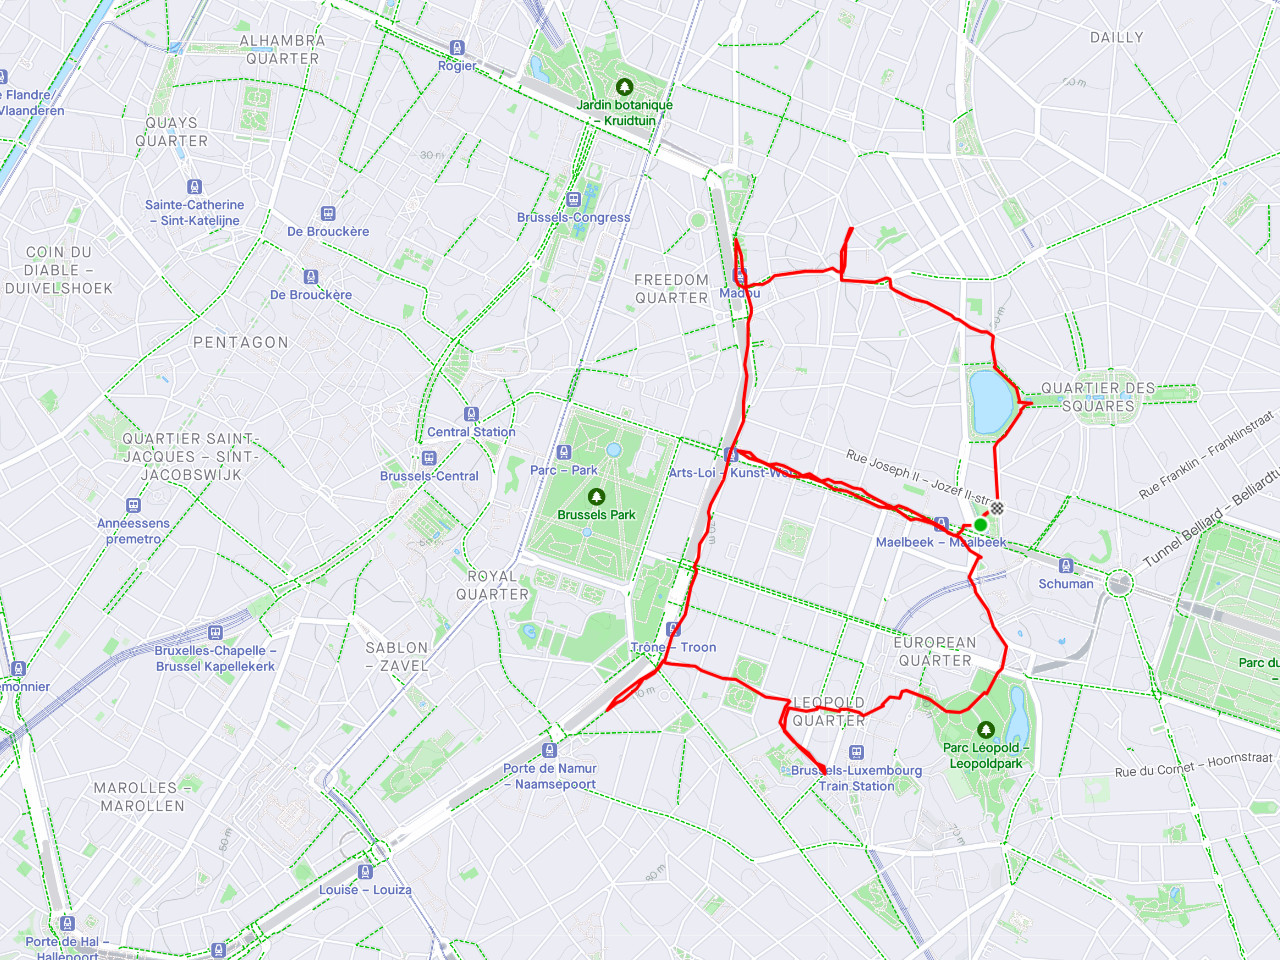 ALHAMBRA
QUARTER
Rogier
DAILLY
Flandre /
Vlaanderen
Jardin botanique
– Kruidtuin
QUAYS
QUARTER
30 m
Sainte-Catherine
– Sint-Katelijne
De Brouckère
Brussels-Congress
COIN DU
DIABLE –
DUIVELSHOEK
De Brouckère
FREEDOM
QUARTER
Madou
PENTAGON
QUARTIER DES
SQUARES
Central Station
QUARTIER SAINT-
JACQUES – SINT-
JACOBSWIJK
Brussels-Central
Parc – Park
Arts-Loi – Kunst-Wet
Rue Joseph II – Jozef II-str
Rue Franklin – Franklinstraat
Brussels Park
Anneessens
premetro
Maelbeek – Maalbeek
Tunnel Belliard – Belliardtu
Schuman
ROYAL
QUARTER
Bruxelles-Chapelle –
Brussel Kapellekerk
SABLON
– ZAVEL
Trône – Troon
EUROPEAN
QUARTER
Parc du
–
emonnier
LEOPOLD
QUARTER
Parc Léopold –
Leopoldpark
Porte de Namur
– Naamsepoort
Brussels-Luxembourg
Train Station
Rue du Cornet – Hoornstraat
MAROLLES –
MAROLLEN
Louise – Louiza
Porte de Hal –
Hallepoort